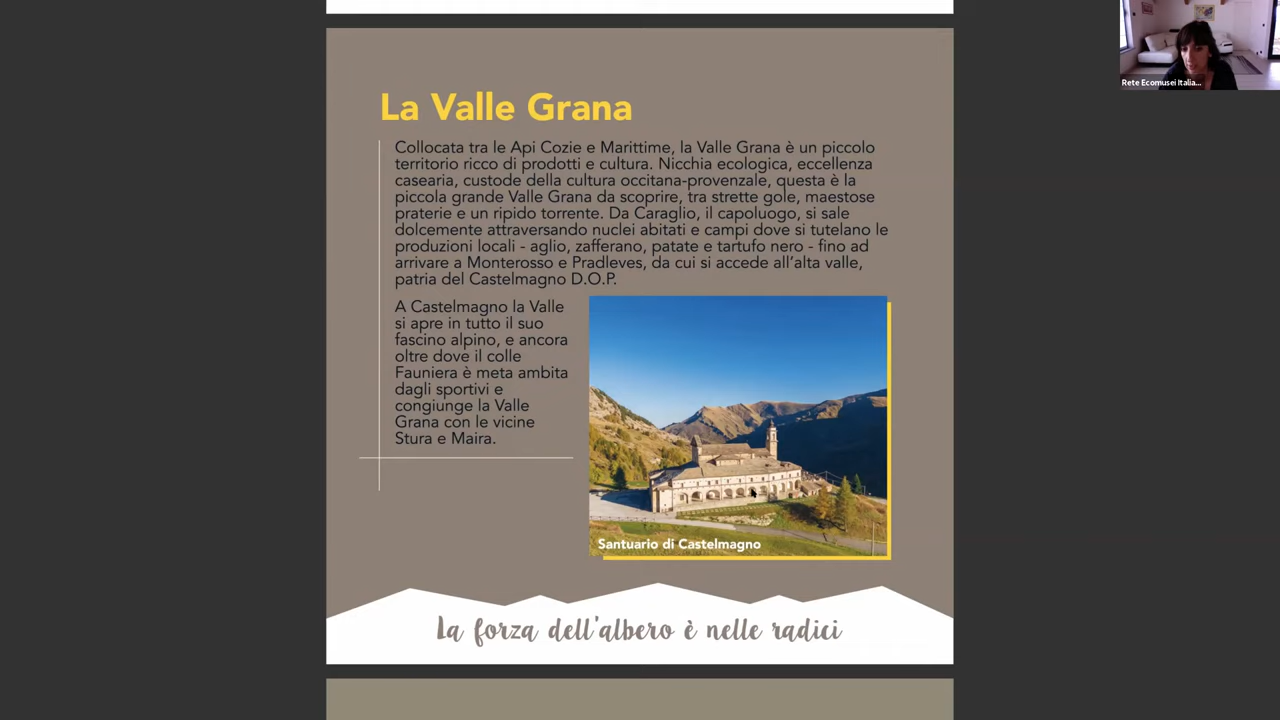 La Valle Grana
Collocata tra le Api Cozie e Marittime, la Valle Grana è un piccolo
territorio ricco di prodotti e cultura. Nicchia ecologica, eccellenza
casearia, custode della cultura occitana-provenzale, questa è la
piccola grande Valle Grana da scoprire, tra strette gole, maestose
praterie e un ripido torrente. Da Caraglio, il capoluogo, si sale
dolcemente attraversando nuclei abitati e campi dove si tutelano le
produzioni locali - aglio, zafferano, patate e tartufo nero - fino ad
arrivare a Monterosso e Pradleves, da cui si accede all'alta valle,
patria del Castelmagno D.O.P.
A Castelmagno la Valle
si apre in tutto il suo
fascino alpino, e ancora
oltre dove il colle
Fauniera è meta ambita
dagli sportivi e
congiunge la Valle
Grana con le vicine
Stura e Maira.
Santuario di Castelmagno
La forza dell'albero è nelle radici
Rete Ecomusei Italia...